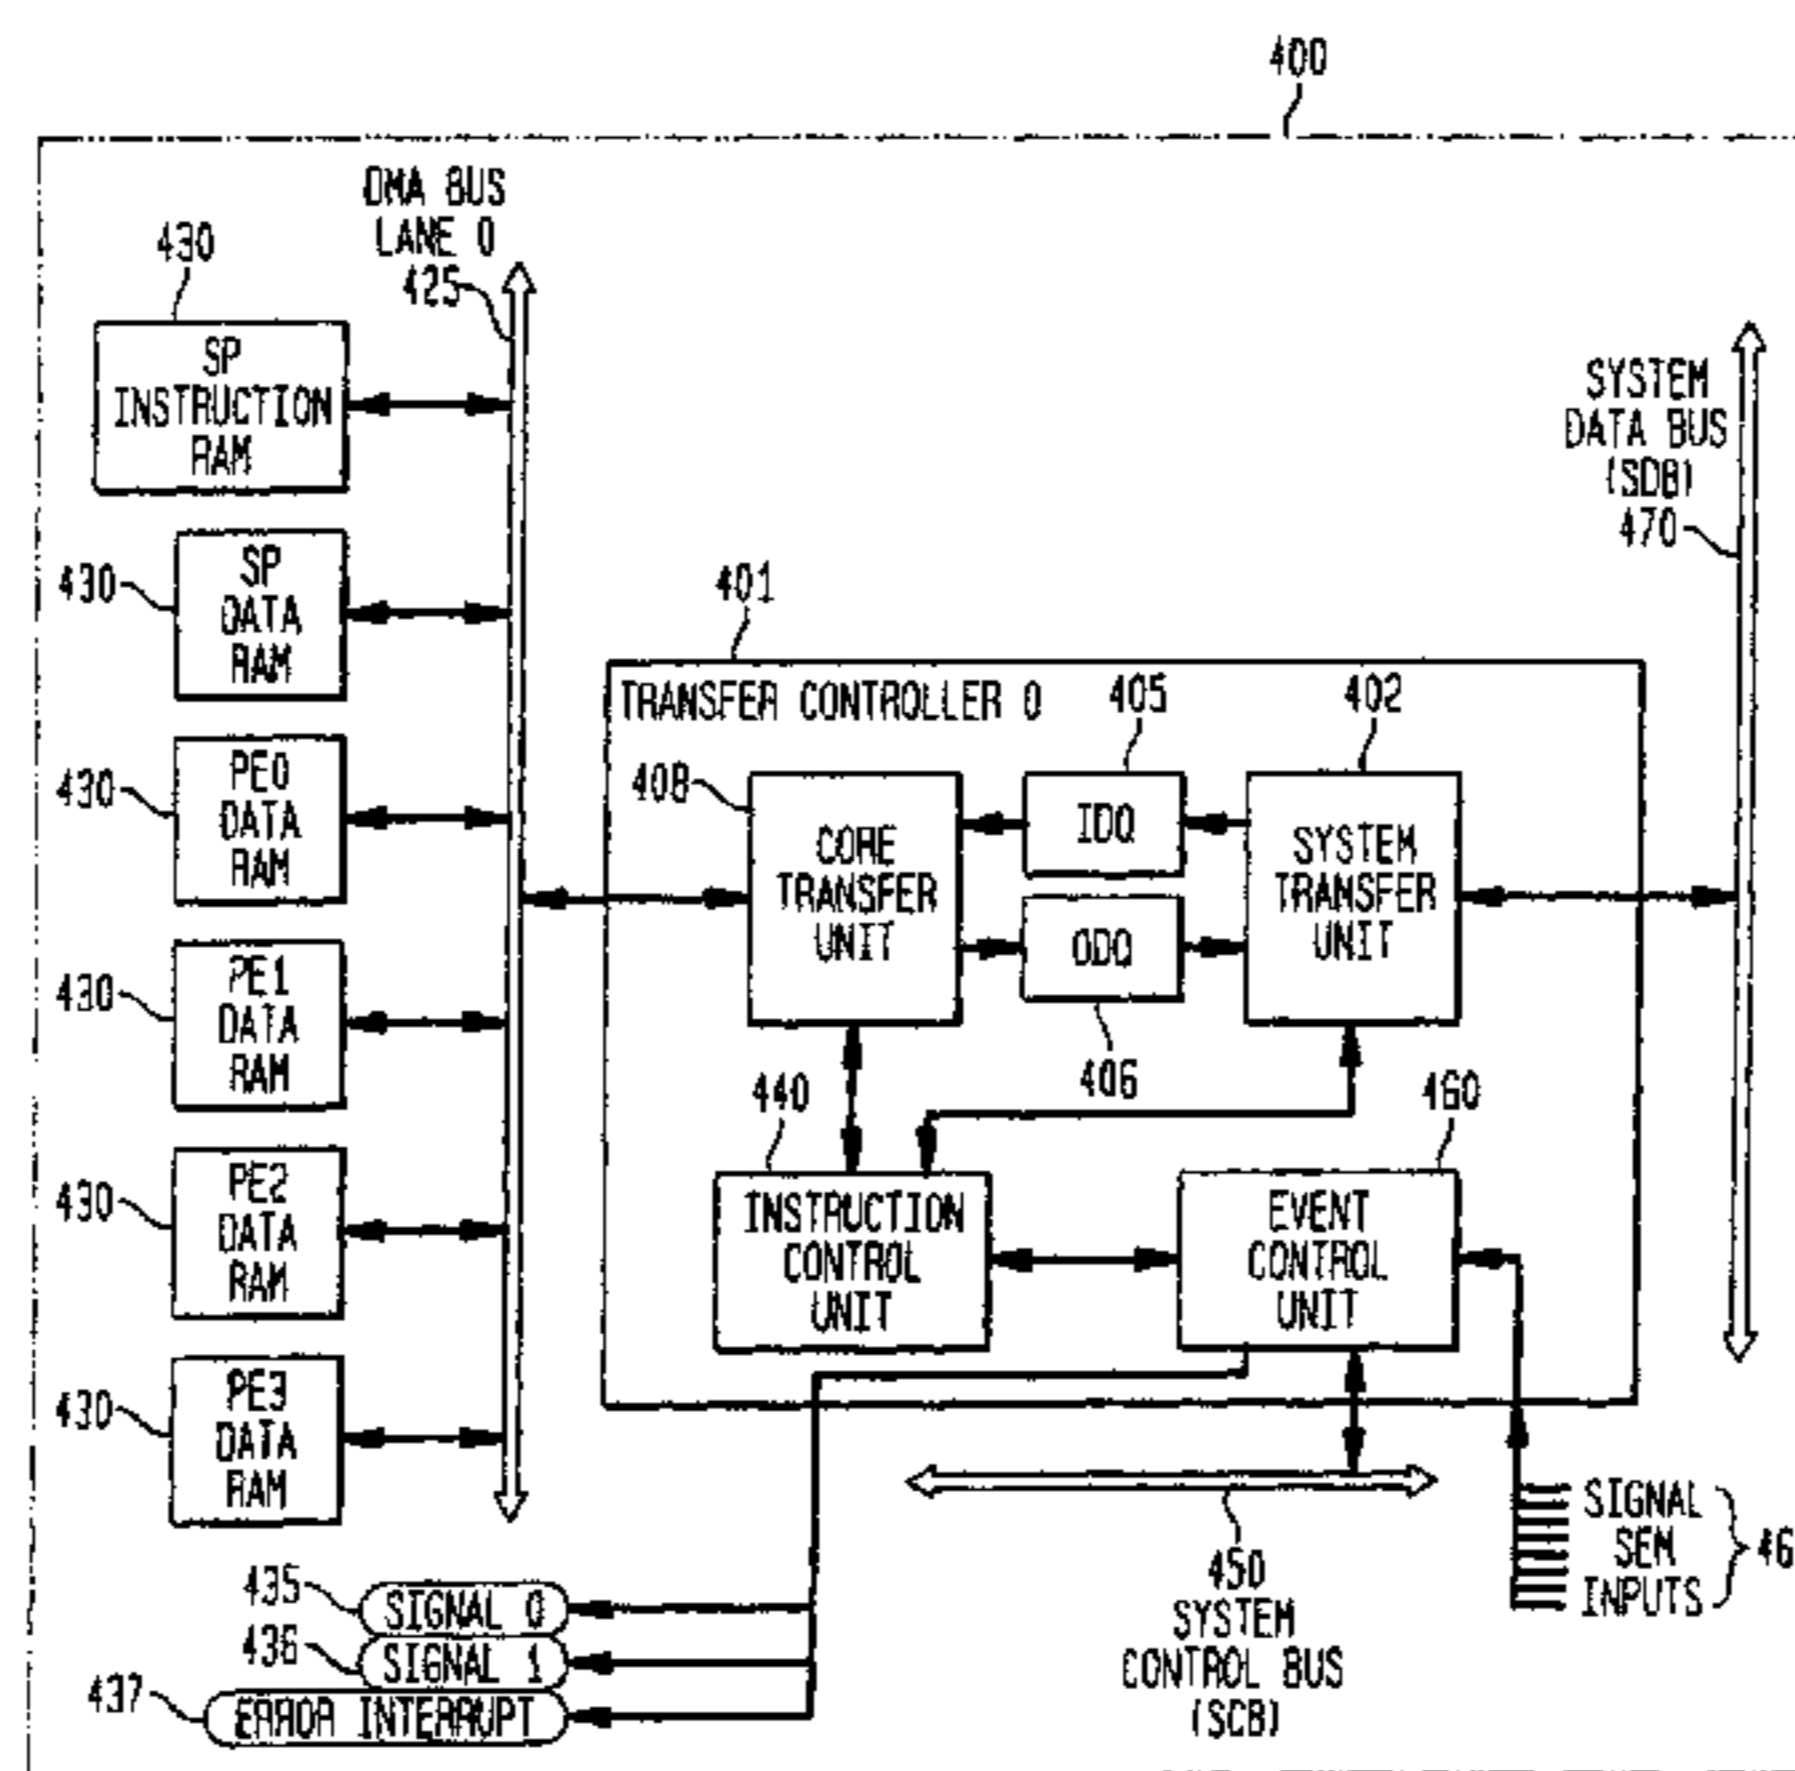 400
DMA BUS
LANE 0
425
430
SP
INSTRUCTION
RAM
430
SP
DATA
RAM
430
PE0
DATA
RAM
430
PE1
DATA
RAM
430
PE2
DATA
RAM
430
PE3
DATA
RAM
SYSTEM
DATA BUS
(SDB)
470
401
TRANSFER CONTROLLER 0
405
402
408
CORE
TRANSFER
UNIT
IDQ
ODQ
406
SYSTEM
TRANSFER
UNIT
440
INSTRUCTION
CONTROL
UNIT
460
EVENT
CONTROL
UNIT
450
SYSTEM
CONTROL BUS
(SCB)
SIGNAL
SEM
INPUTS
46
435
SIGNAL 0
436
SIGNAL 1
437
ERROR INTERRUPT